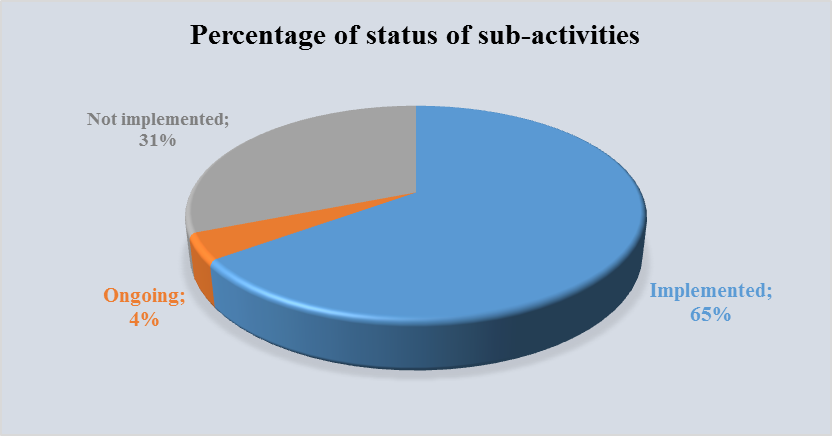 Percentage of status of sub-activities
Not implemented;
31%
Ongoing;
4%
Implemented;
65%